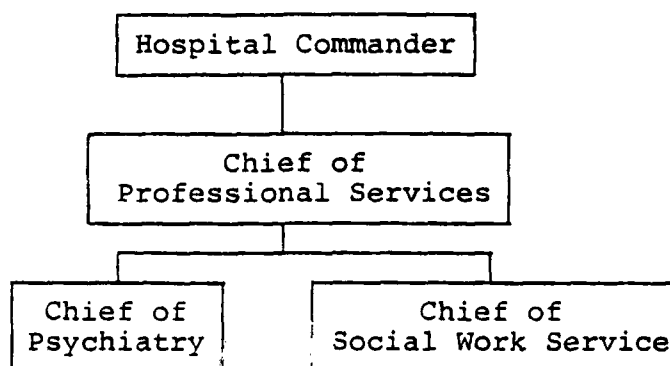 Hospital Commander
Chief of
Professional Services
Chief of
Psychiatry
Chief of
Social Work Service